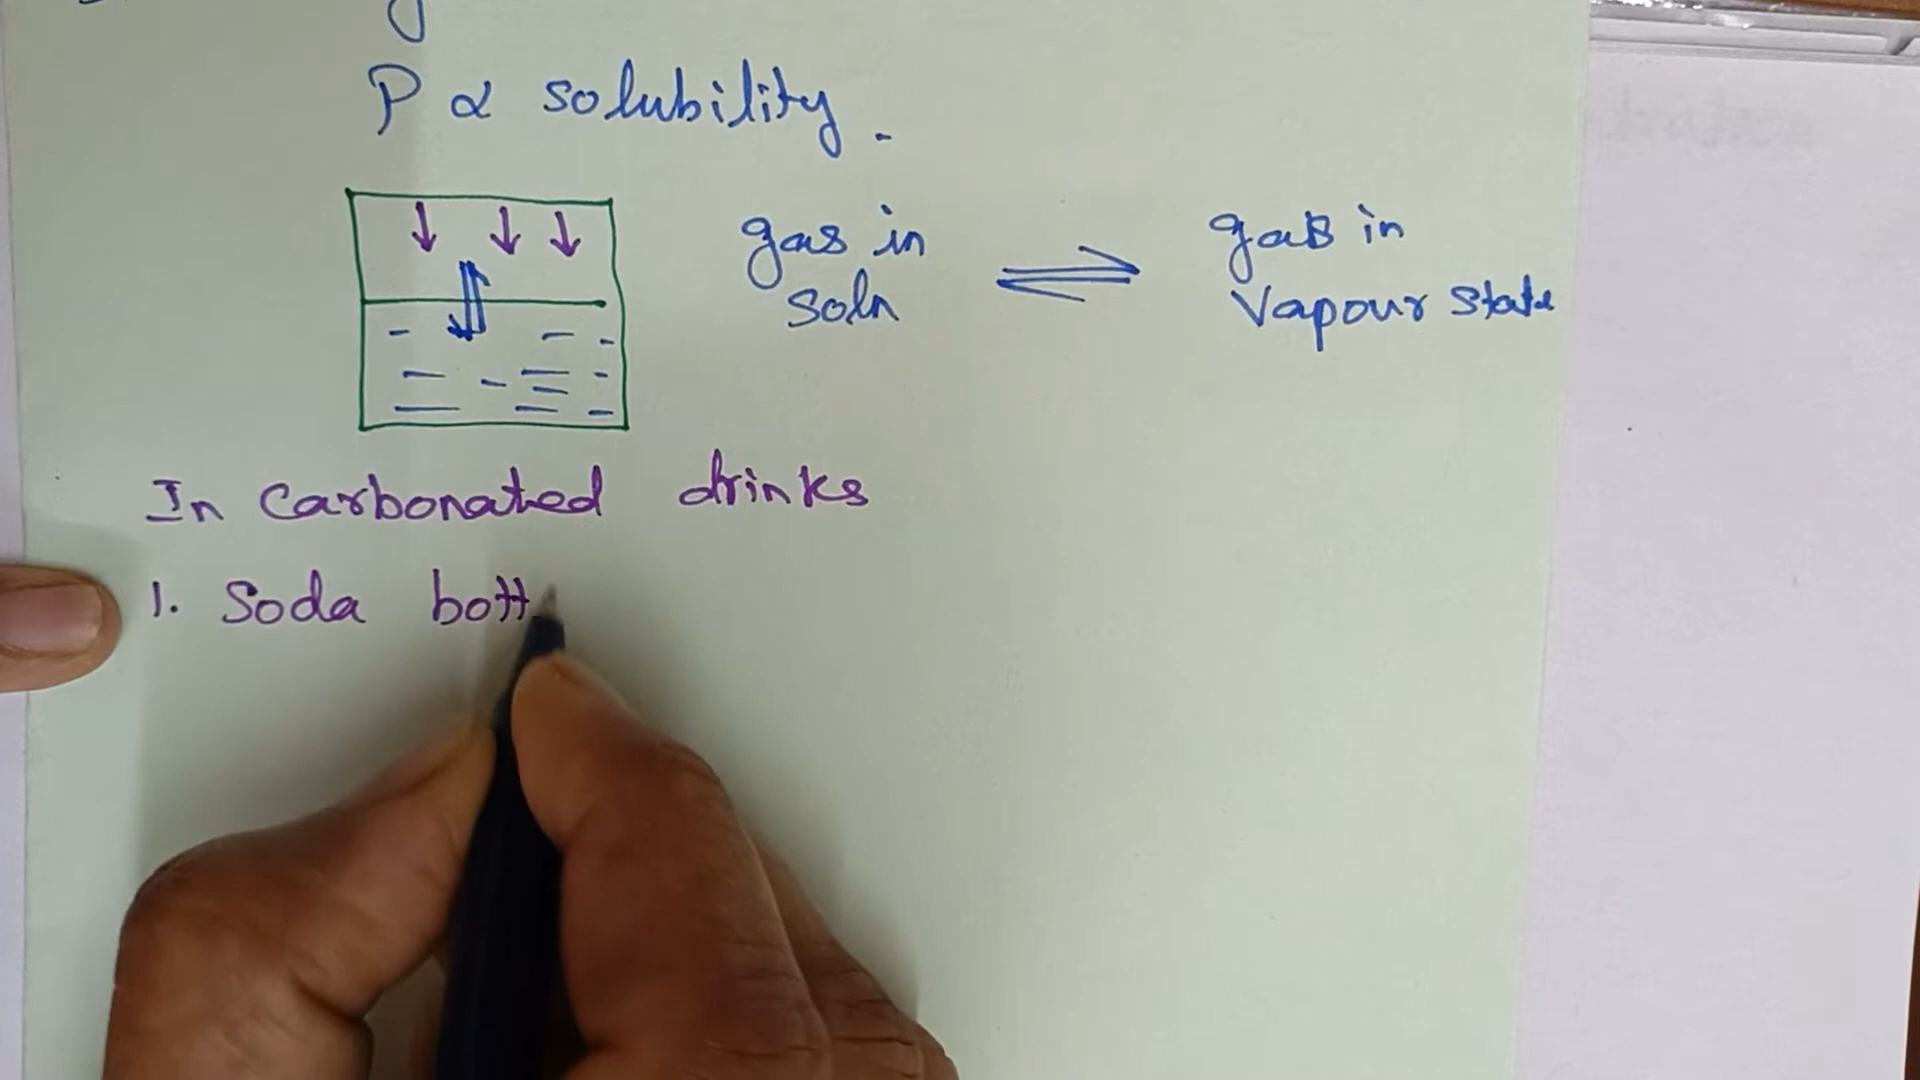 P α solubility.
gas in
soln
⇌
gas in
Vapour state
In Carbonated drinks
1. Soda bott